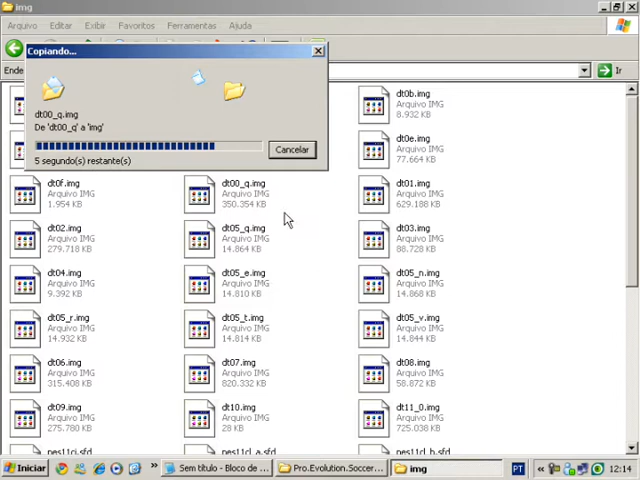 img
Arquivo Editar Exibir Favoritos Ferramentas Ajuda
Copiando...
Ende
Ir
dt00_q.img
De 'dt00_q' a 'img'
Cancelar
5 segundo(s) restante(s)
dt0b.img
Arquivo IMG
8.932 KB
dt0e.img
Arquivo IMG
77.664 KB
dt0f.img
Arquivo IMG
1.954 KB
dt00_q.img
Arquivo IMG
350.354 KB
dt01.img
Arquivo IMG
629.188 KB
dt02.img
Arquivo IMG
279.718 KB
dt05_q.img
Arquivo IMG
14.864 KB
dt03.img
Arquivo IMG
88.728 KB
dt04.img
Arquivo IMG
9.392 KB
dt05_e.img
Arquivo IMG
14.810 KB
dt05_n.img
Arquivo IMG
14.868 KB
dt05_r.img
Arquivo IMG
14.932 KB
dt05_t.img
Arquivo IMG
14.814 KB
dt05_v.img
Arquivo IMG
14.844 KB
dt06.img
Arquivo IMG
315.408 KB
dt07.img
Arquivo IMG
820.332 KB
dt08.img
Arquivo IMG
58.872 KB
dt09.img
Arquivo IMG
275.780 KB
dt10.img
Arquivo IMG
28 KB
dt11_0.img
Arquivo IMG
725.038 KB
pes11cl.sfd
pes11cl_a.sfd
pes11cl_b.sfd
Iniciar
Sem título - Bloco de ...
Pro.Evolution.Soccer...
img
PT
12:14